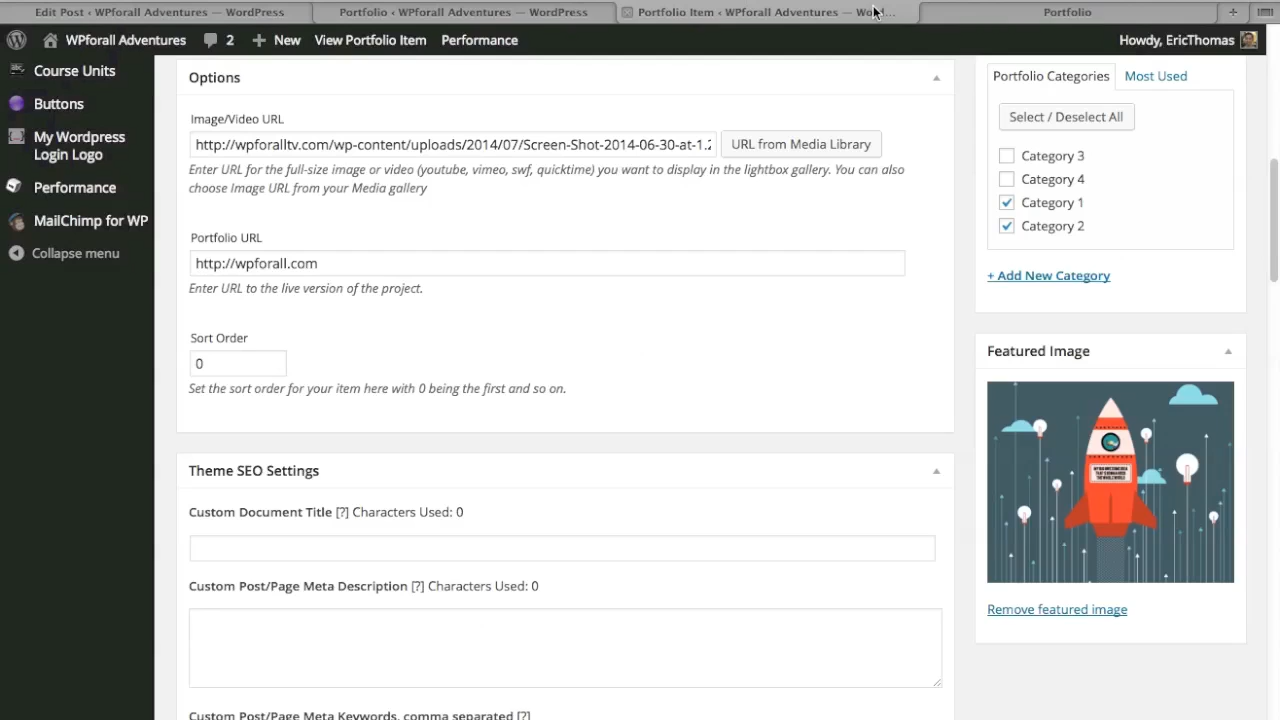 Edit Post ‹ WPforall Adventures — WordPress
Portfolio ‹ WPforall Adventures — WordPress
Portfolio Item ‹ WPforall Adventures — Word...
Portfolio
WPforall Adventures
2
New
View Portfolio Item
Performance
Howdy, EricThomas
Course Units
Buttons
My Wordpress
Login Logo
Performance
MailChimp for WP
Collapse menu
Options
Image/Video URL
http://wpforalltv.com/wp-content/uploads/2014/07/Screen-Shot-2014-06-30-at-1.2
URL from Media Library
Enter URL for the full-size image or video (youtube, vimeo, swf, quicktime) you want to display in the lightbox gallery. You can also
choose Image URL from your Media gallery
Portfolio URL
http://wpforall.com
Enter URL to the live version of the project.
Sort Order
0
Set the sort order for your item here with 0 being the first and so on.
Theme SEO Settings
Custom Document Title [?] Characters Used: 0
Custom Post/Page Meta Description [?] Characters Used: 0
Custom Post/Page Meta Keywords, comma separated [?]
Portfolio Categories
Most Used
Select / Deselect All
Category 3
Category 4
Category 1
Category 2
+ Add New Category
Featured Image
Remove featured image